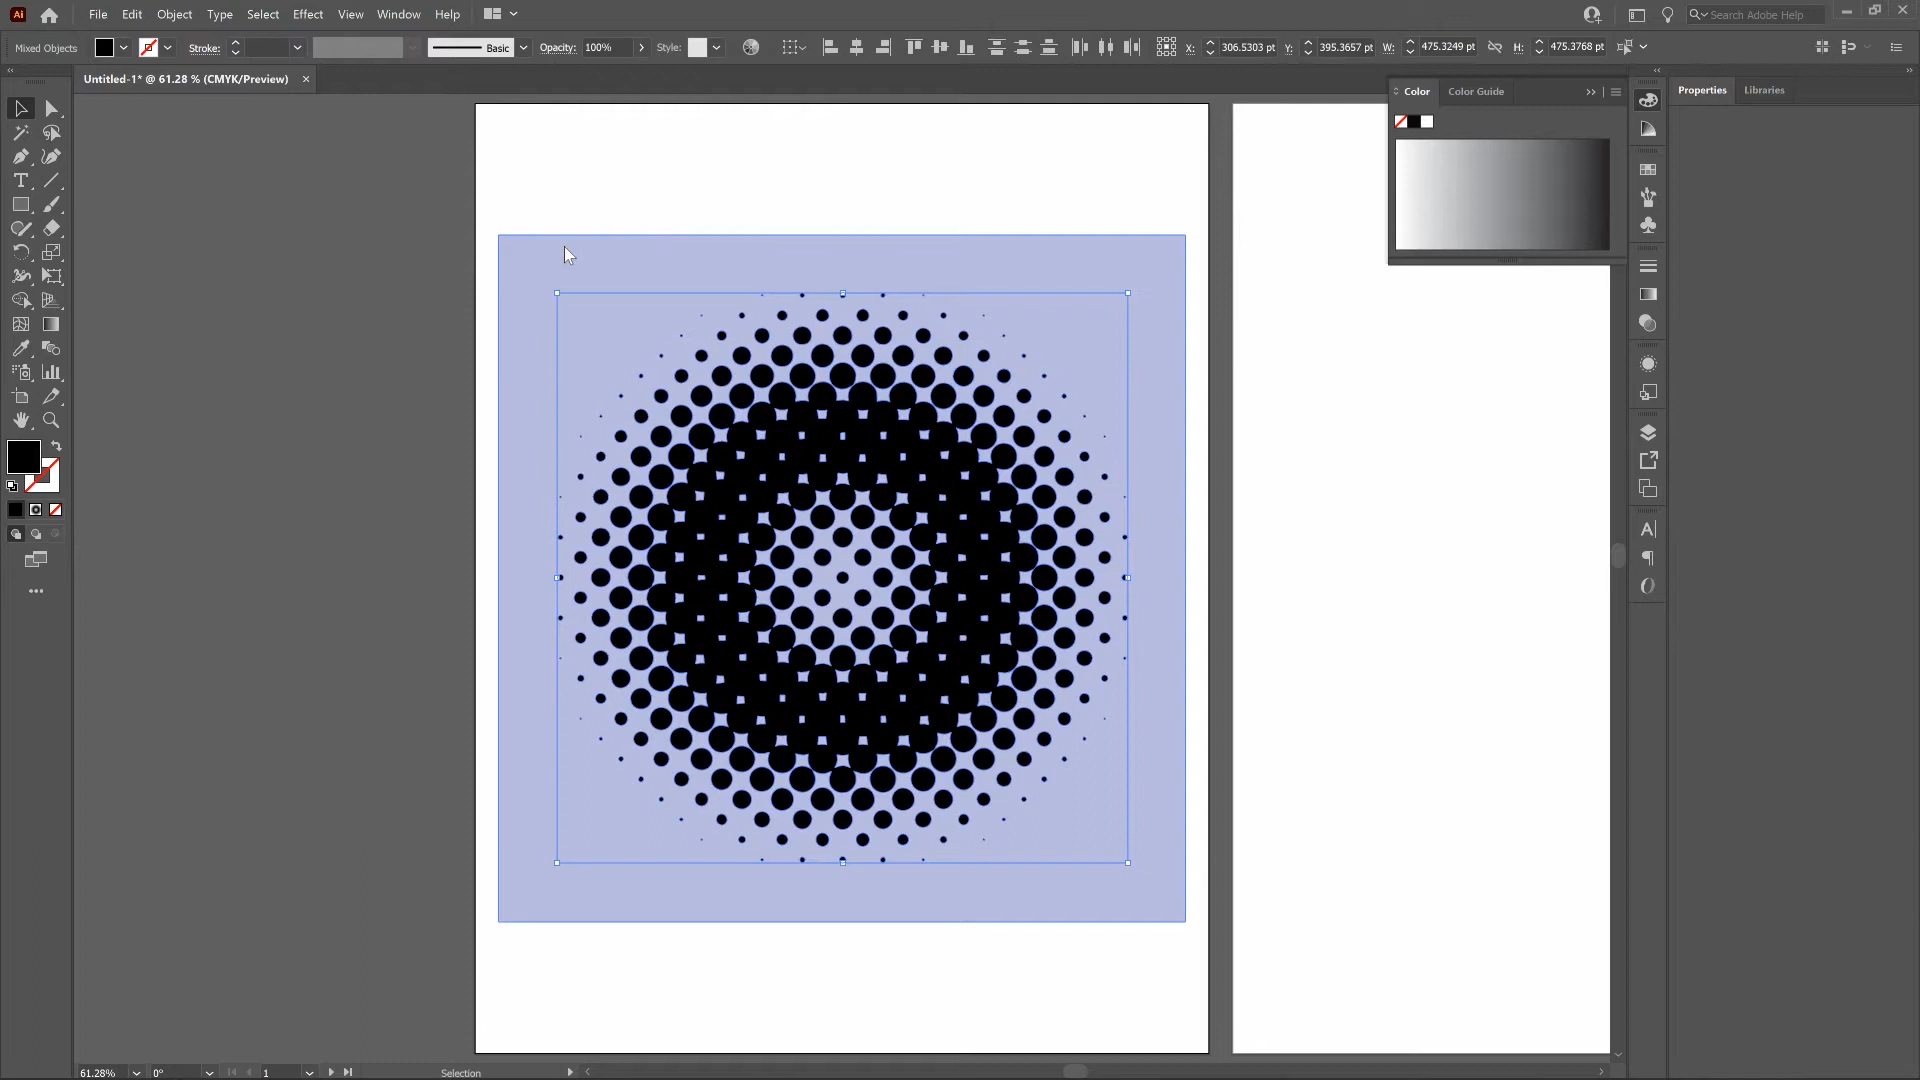 Ai File Edit Object Type Select Effect View Window Help Search Adobe Help
Mixed Objects Stroke: Basic Opacity: 100% Style: X: 306.5303 pt Y: 395.3657 pt W: 475.3249 pt H: 475.3768 pt
Untitled-1* @ 61.28 % (CMYK/Preview) ×
Color Color Guide
Properties Libraries
61.28% 0° 1 Selection